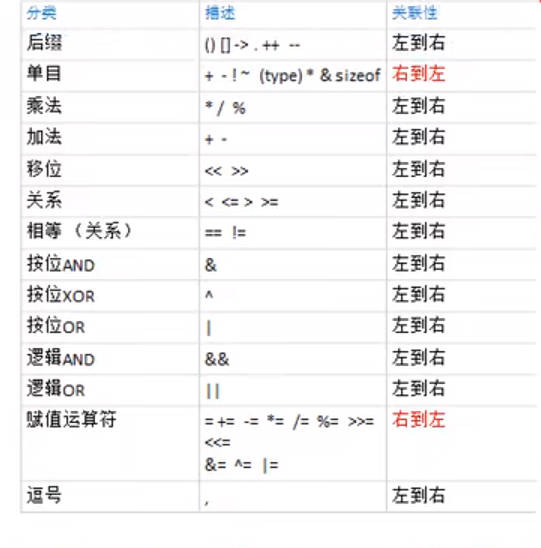 分类 描述 关联性
后缀 () [] -> . ++ -- 左到右
单目 + - ! ~ (type) * & sizeof 右到左
乘法 * / % 左到右
加法 + - 左到右
移位 << >> 左到右
关系 < <= > >= 左到右
相等 （关系） == != 左到右
按位AND & 左到右
按位XOR ^ 左到右
按位OR | 左到右
逻辑AND && 左到右
逻辑OR || 左到右
赋值运算符 = += -= *= /= %= >>= 右到左
<<=
&= ^= |=
逗号 , 左到右